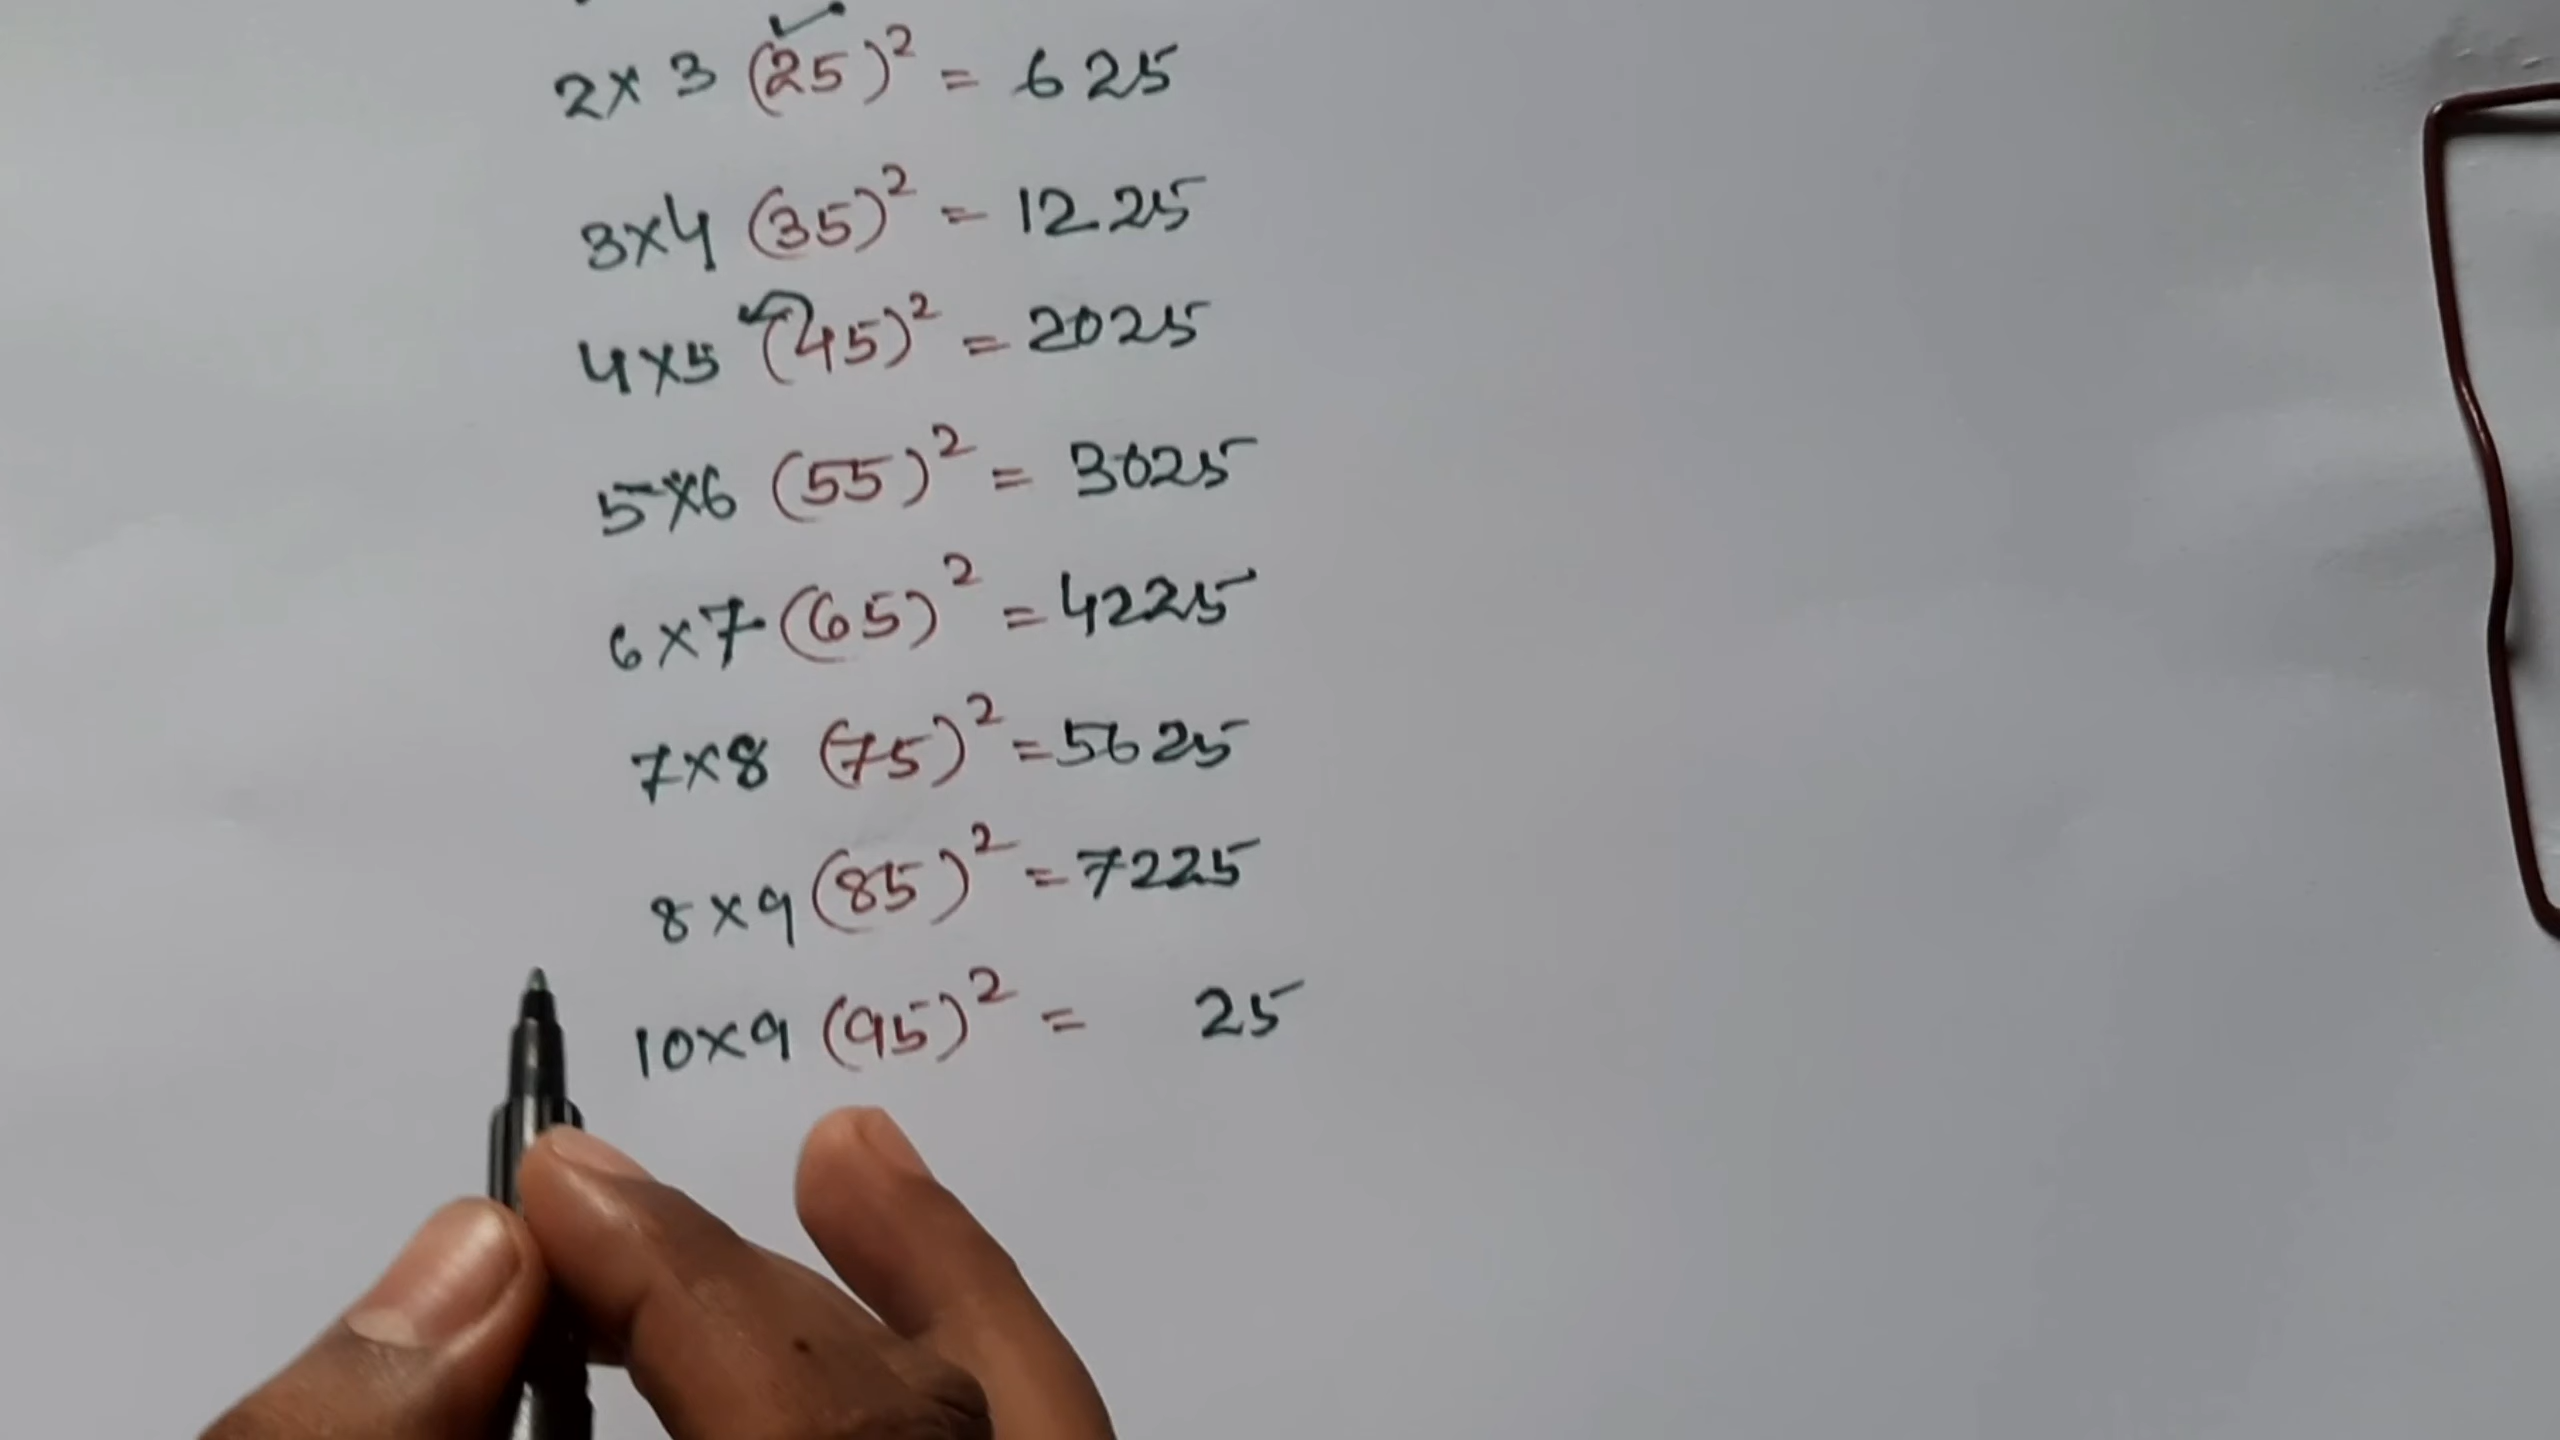 2×3 (25)² = 625
3×4 (35)² = 1225
4×5 (45)² = 2025
5×6 (55)² = 3025
6×7 (65)² = 4225
7×8 (75)² = 5625
8×9 (85)² = 7225
10×9 (95)² = 25